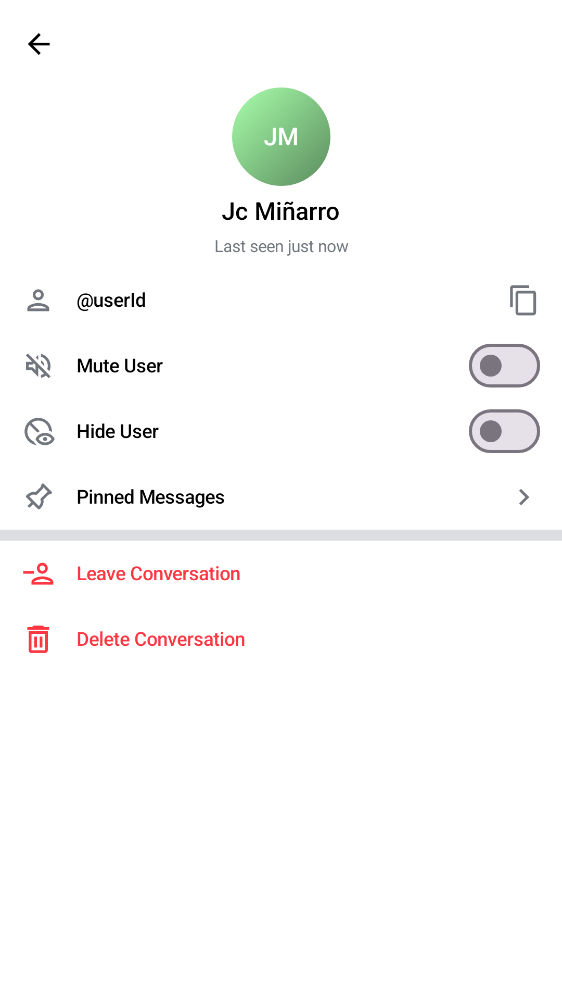 JM
Jc Miñarro
Last seen just now
@userId
Mute User
Hide User
Pinned Messages
Leave Conversation
Delete Conversation